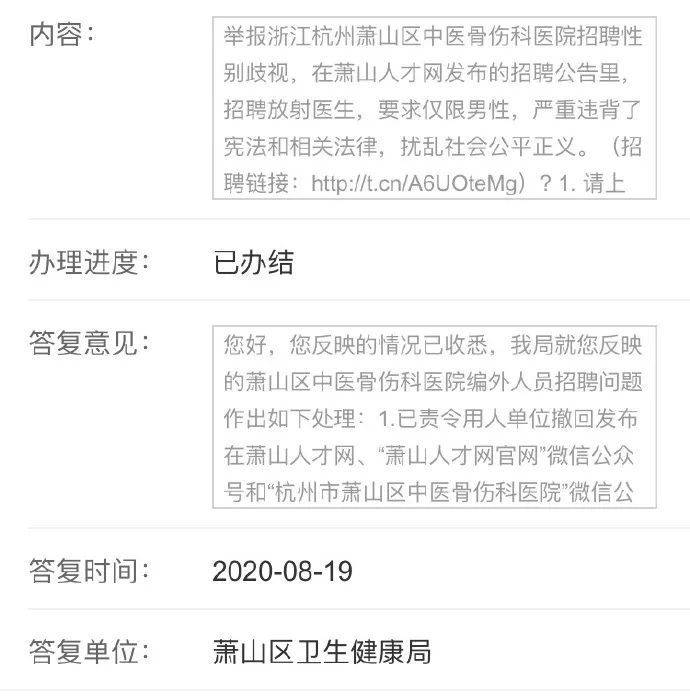 内容：
举报浙江杭州萧山区中医骨伤科医院招聘性
别歧视，在萧山人才网发布的招聘公告里，
招聘放射医生，要求仅限男性，严重违背了
宪法和相关法律，扰乱社会公平正义。（招
聘链接：http://t.cn/A6UOteMg）？1. 请上
办理进度：
已办结
答复意见：
您好，您反映的情况已收悉，我局就您反映
的萧山区中医骨伤科医院编外人员招聘问题
作出如下处理：1.已责令用人单位撤回发布
在萧山人才网、“萧山人才网官网”微信公众
号和“杭州市萧山区中医骨伤科医院”微信公
答复时间：
2020-08-19
答复单位：
萧山区卫生健康局